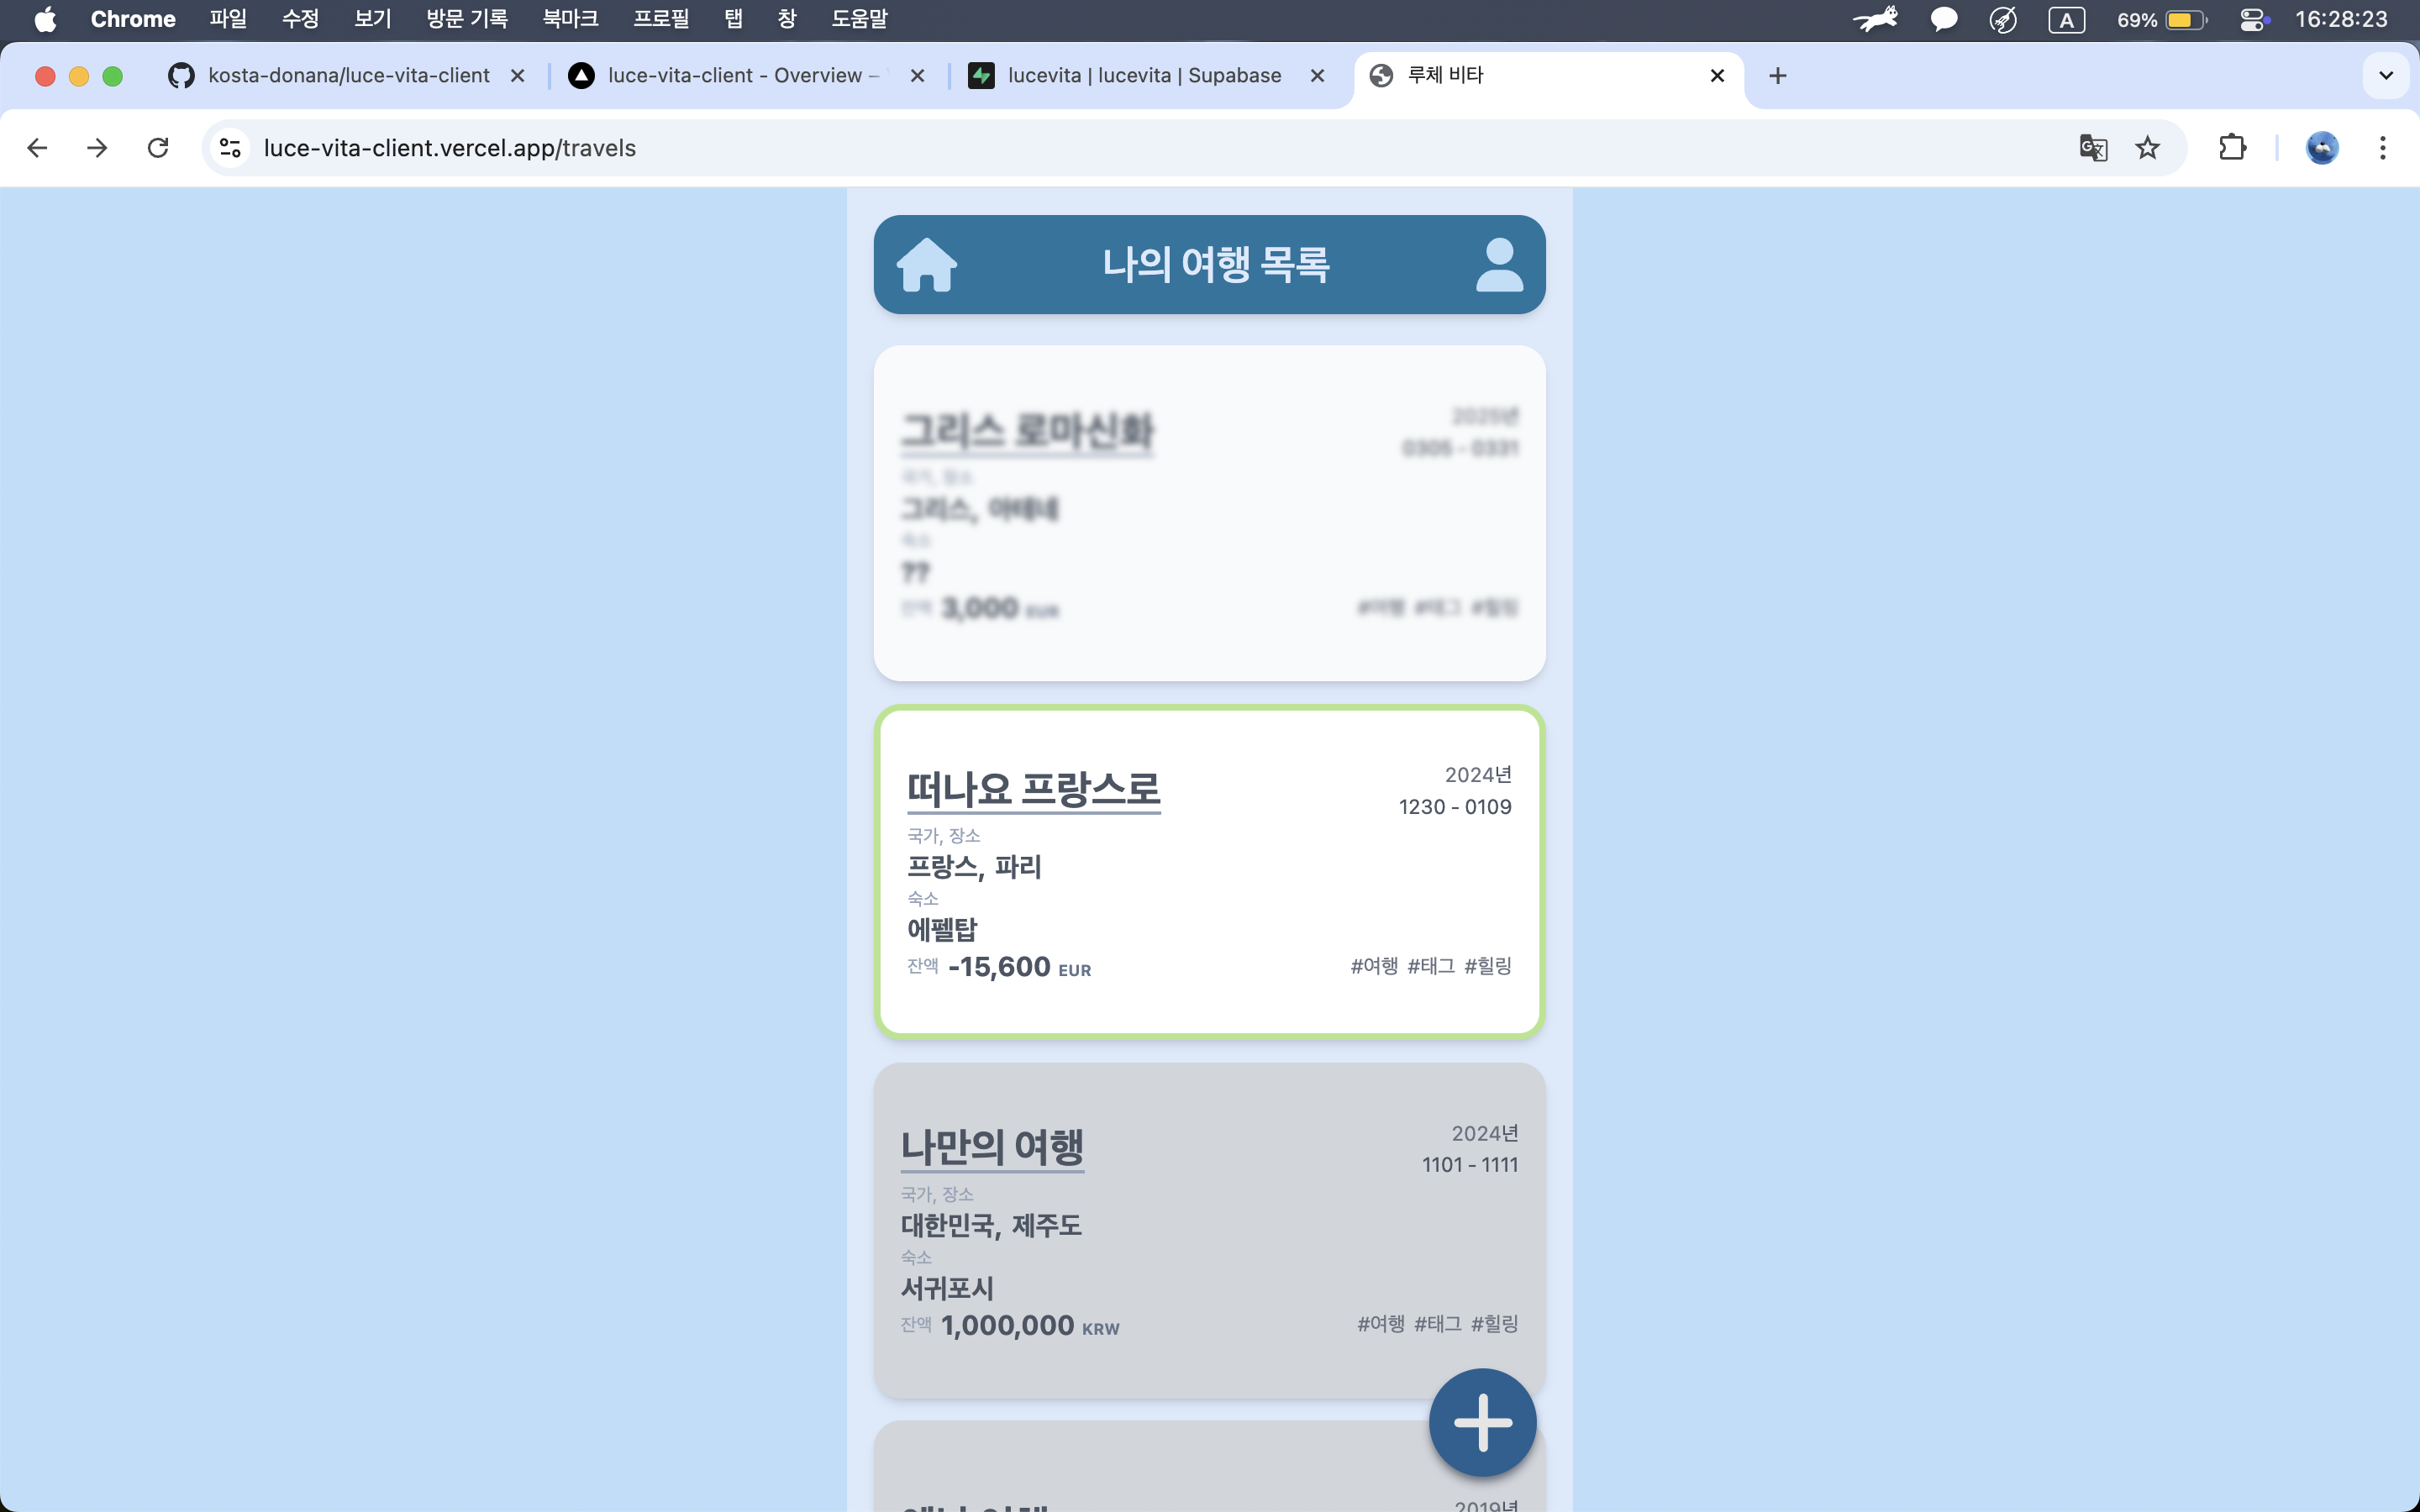 Chrome 파일 수정 보기 방문 기록 북마크 프로필 탭 창 도움말 A 69% 16:28:23
kosta-donana/luce-vita-client luce-vita-client - Overview – lucevita | lucevita | Supabase 루체 비타
luce-vita-client.vercel.app/travels
나의 여행 목록
그리스 로마신화 2025년
0305 - 0331
국가, 장소
그리스, 아테네
숙소
??
잔액 3,000 EUR #여행 #태그 #힐링
떠나요 프랑스로 2024년
1230 - 0109
국가, 장소
프랑스, 파리
숙소
에펠탑
잔액 -15,600 EUR #여행 #태그 #힐링
나만의 여행 2024년
1101 - 1111
국가, 장소
대한민국, 제주도
숙소
서귀포시
잔액 1,000,000 KRW #여행 #태그 #힐링
2019년